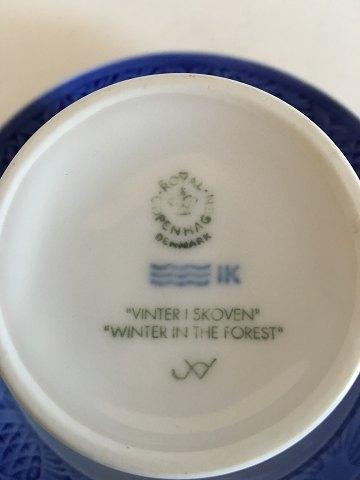 ROYAL
COPENHAGEN
DENMARK
IK
"VINTER I SKOVEN"
"WINTER IN THE FOREST"